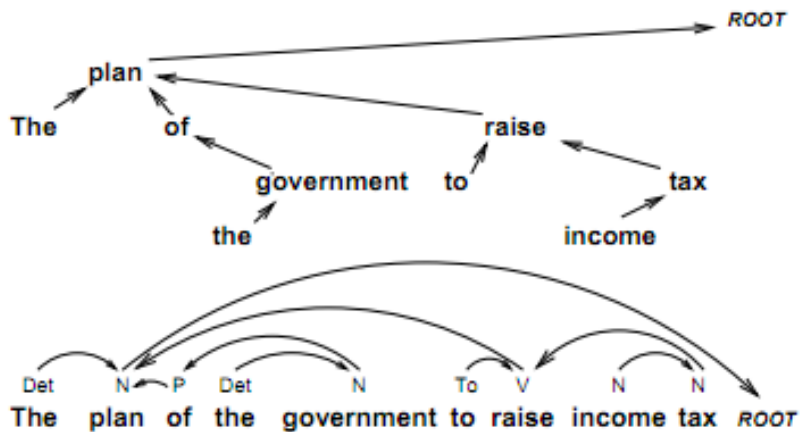 ROOT
plan
The of raise
government to tax
the income
Det N P Det N To V N N
The plan of the government to raise income tax ROOT